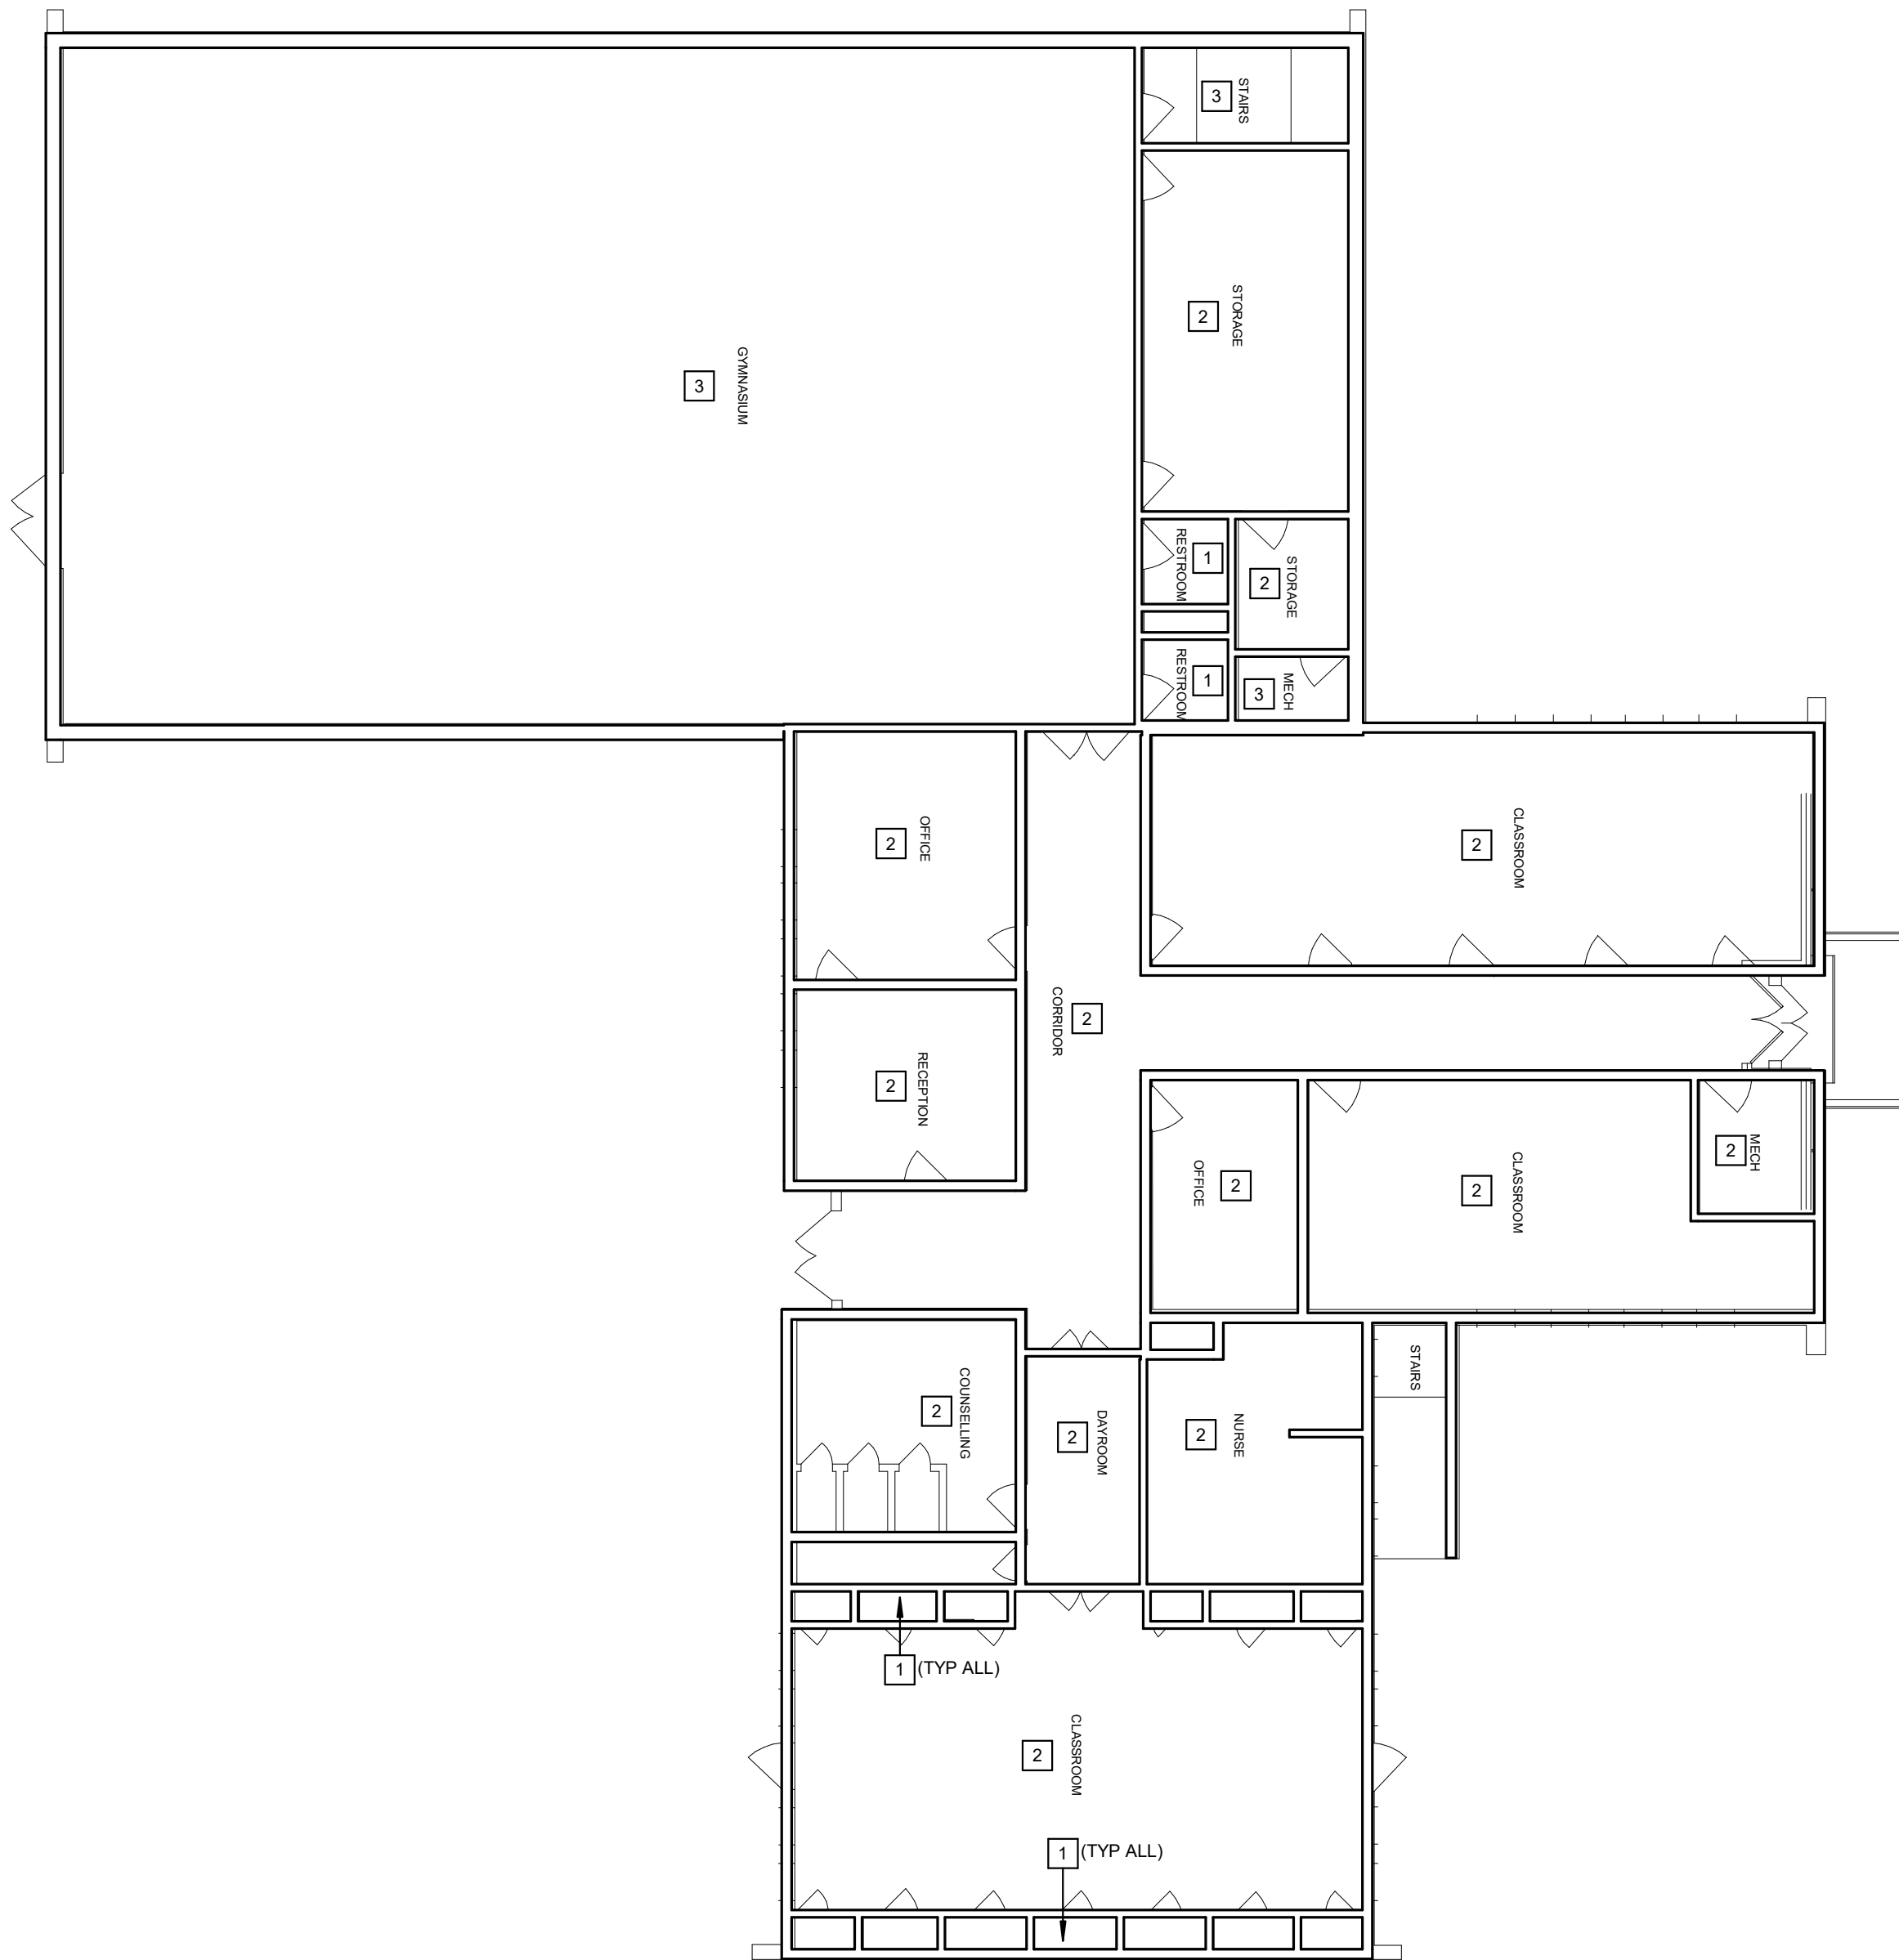 STAIRS
3
STORAGE
2
GYMNASIUM
3
RESTROOM
1
STORAGE
2
RESTROOM
1
MECH
3
OFFICE
2
CLASSROOM
2
CORRIDOR
2
RECEPTION
2
OFFICE
2
CLASSROOM
2
MECH
2
STAIRS
COUNSELLING
2
DAYROOM
2
NURSE
2
1 (TYP ALL)
CLASSROOM
2
1 (TYP ALL)